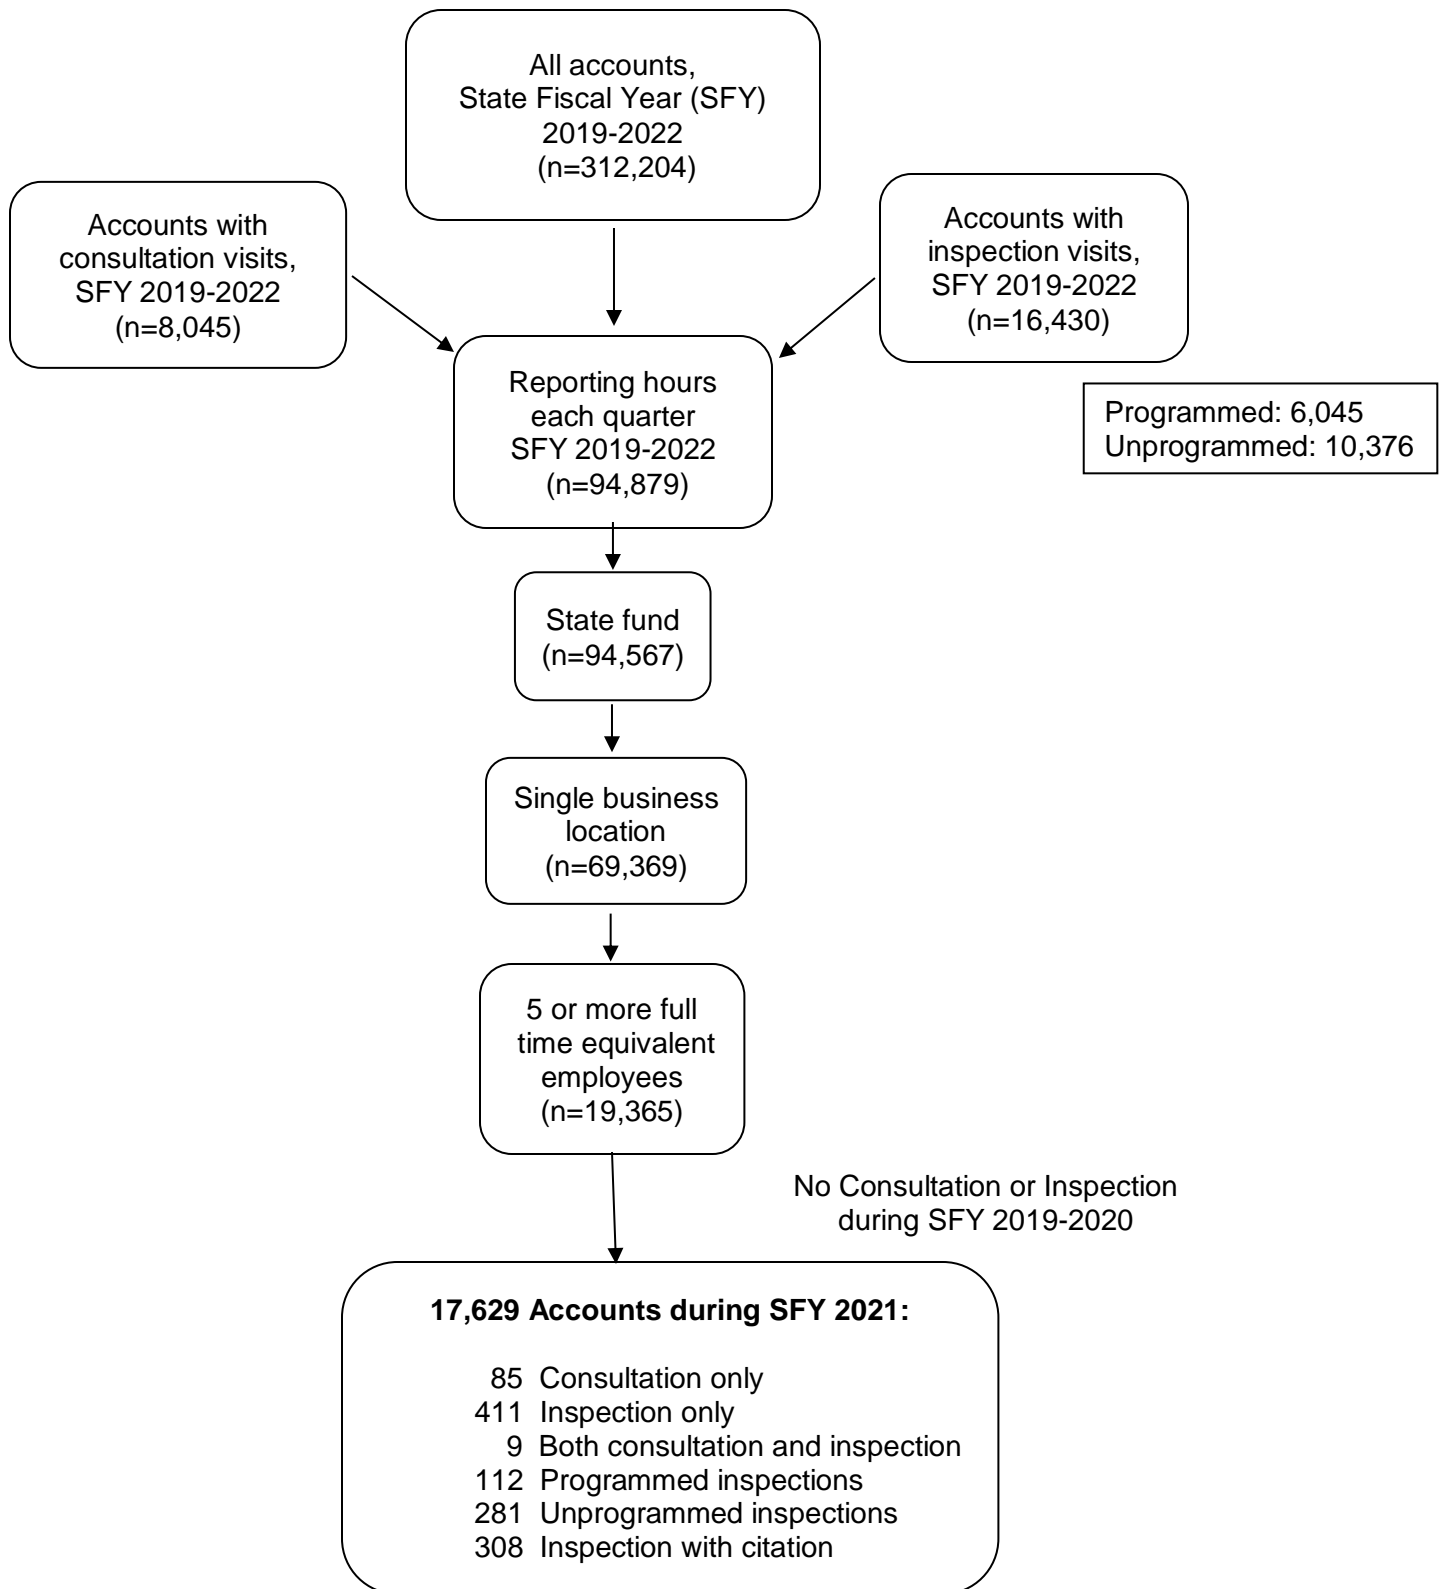 All accounts,
State Fiscal Year (SFY)
2019-2022
(n=312,204)
Accounts with
consultation visits,
SFY 2019-2022
(n=8,045)
Accounts with
inspection visits,
SFY 2019-2022
(n=16,430)
Reporting hours
each quarter
SFY 2019-2022
(n=94,879)
Programmed: 6,045
Unprogrammed: 10,376
State fund
(n=94,567)
Single business
location
(n=69,369)
5 or more full
time equivalent
employees
(n=19,365)
No Consultation or Inspection
during SFY 2019-2020
17,629 Accounts during SFY 2021:
85 Consultation only
411 Inspection only
9 Both consultation and inspection
112 Programmed inspections
281 Unprogrammed inspections
308 Inspection with citation